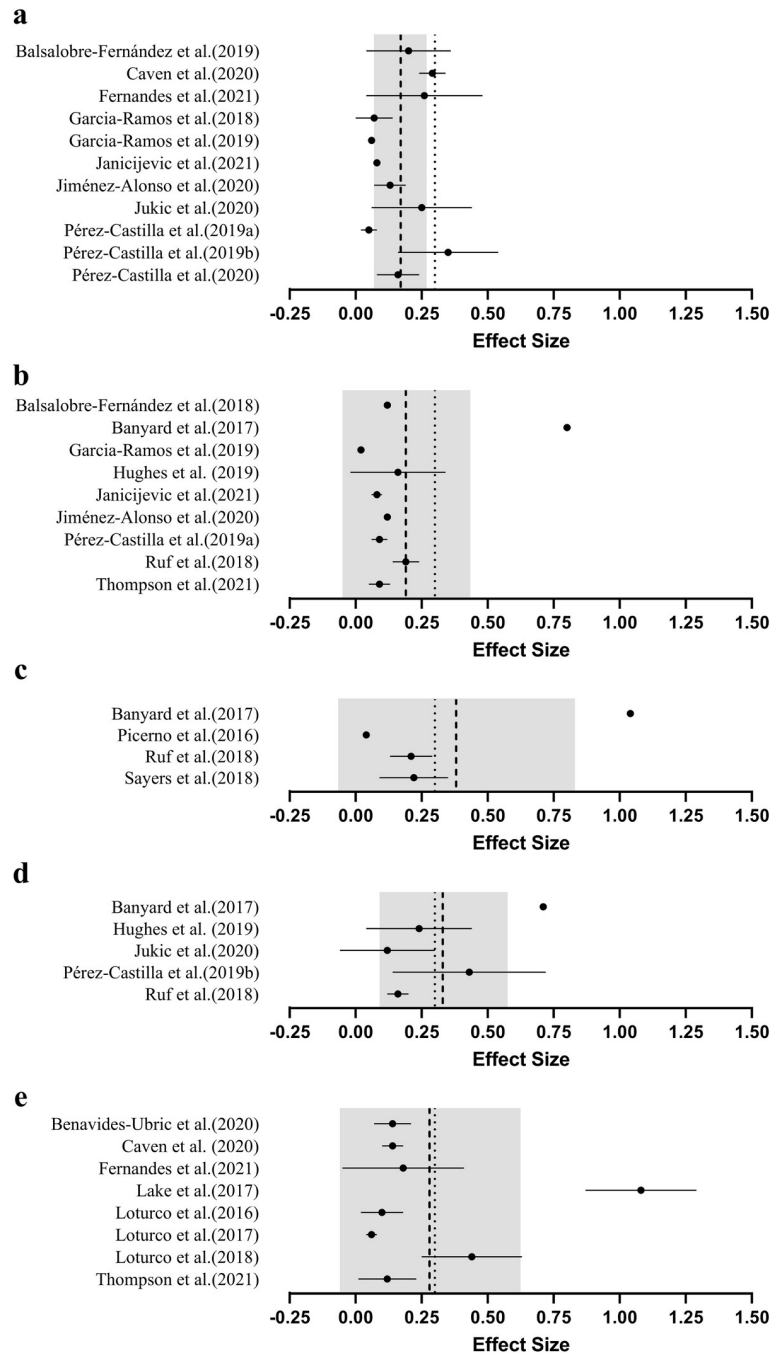 a
Balsalobre-Fernández et al.(2019)
Caven et al.(2020)
Fernandes et al.(2021)
Garcia-Ramos et al.(2018)
Garcia-Ramos et al.(2019)
Janicijevic et al.(2021)
Jiménez-Alonso et al.(2020)
Jukic et al.(2020)
Pérez-Castilla et al.(2019a)
Pérez-Castilla et al.(2019b)
Pérez-Castilla et al.(2020)
-0.25 0.00 0.25 0.50 0.75 1.00 1.25 1.50
Effect Size
b
Balsalobre-Fernández et al.(2018)
Banyard et al.(2017)
Garcia-Ramos et al.(2019)
Hughes et al. (2019)
Janicijevic et al.(2021)
Jiménez-Alonso et al.(2020)
Pérez-Castilla et al.(2019a)
Ruf et al.(2018)
Thompson et al.(2021)
-0.25 0.00 0.25 0.50 0.75 1.00 1.25 1.50
Effect Size
c
Banyard et al.(2017)
Picerno et al.(2016)
Ruf et al.(2018)
Sayers et al.(2018)
-0.25 0.00 0.25 0.50 0.75 1.00 1.25 1.50
Effect Size
d
Banyard et al.(2017)
Hughes et al. (2019)
Jukic et al.(2020)
Pérez-Castilla et al.(2019b)
Ruf et al.(2018)
-0.25 0.00 0.25 0.50 0.75 1.00 1.25 1.50
Effect Size
e
Benavides-Ubric et al.(2020)
Caven et al. (2020)
Fernandes et al.(2021)
Lake et al.(2017)
Loturco et al.(2016)
Loturco et al.(2017)
Loturco et al.(2018)
Thompson et al.(2021)
-0.25 0.00 0.25 0.50 0.75 1.00 1.25 1.50
Effect Size